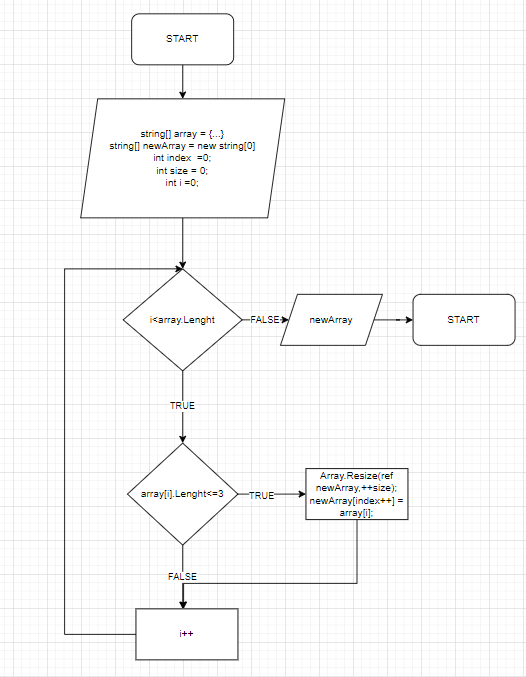 START
string[] array = {...}
string[] newArray = new string[0]
int index  =0;
int size = 0;
int i =0;
i<array.Lenght
FALSE
newArray
START
TRUE
array[i].Lenght<=3
TRUE
Array.Resize(ref
newArray,++size);
newArray[index++] =
array[i];
FALSE
i++